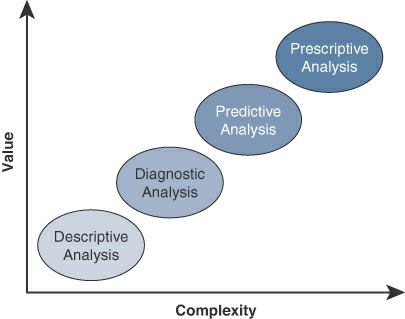 Prescriptive
Analysis
Predictive
Analysis
Diagnostic
Analysis
Descriptive
Analysis
Value
Complexity